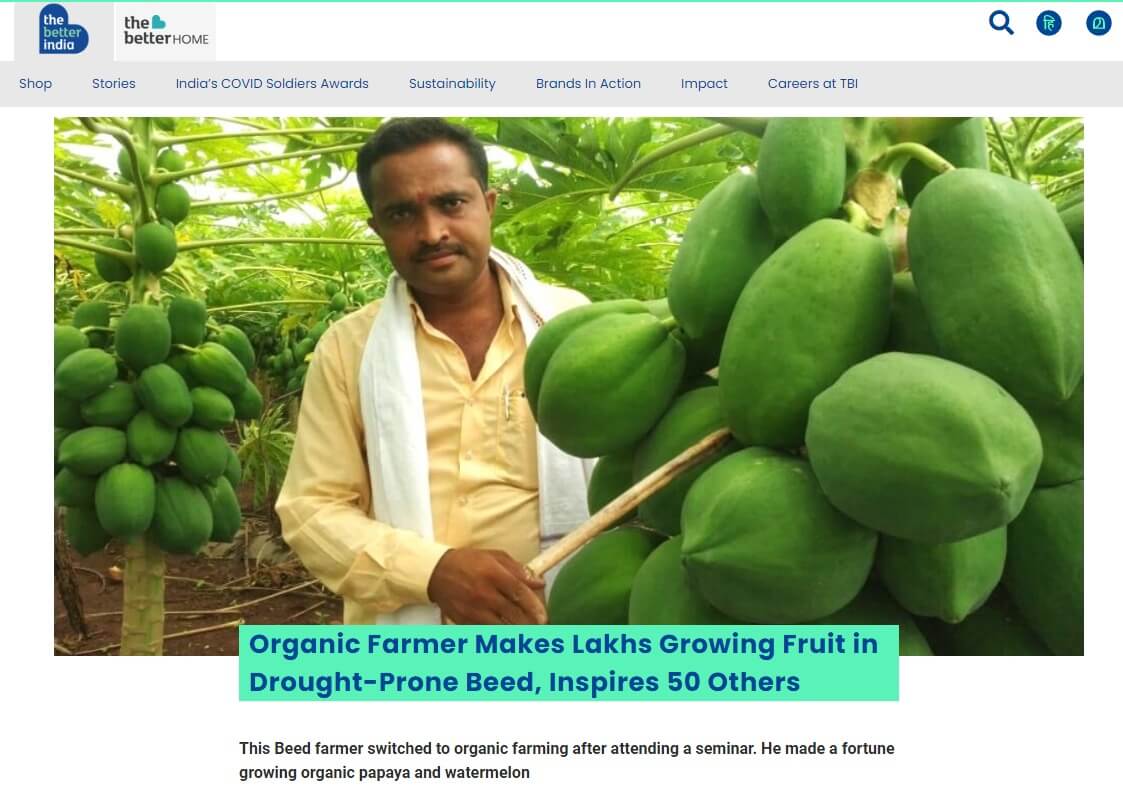 the
better
india
the
betterHOME
हि
മ
Shop Stories India's COVID Soldiers Awards Sustainability Brands In Action Impact Careers at TBI
Organic Farmer Makes Lakhs Growing Fruit in
Drought-Prone Beed, Inspires 50 Others
This Beed farmer switched to organic farming after attending a seminar. He made a fortune
growing organic papaya and watermelon